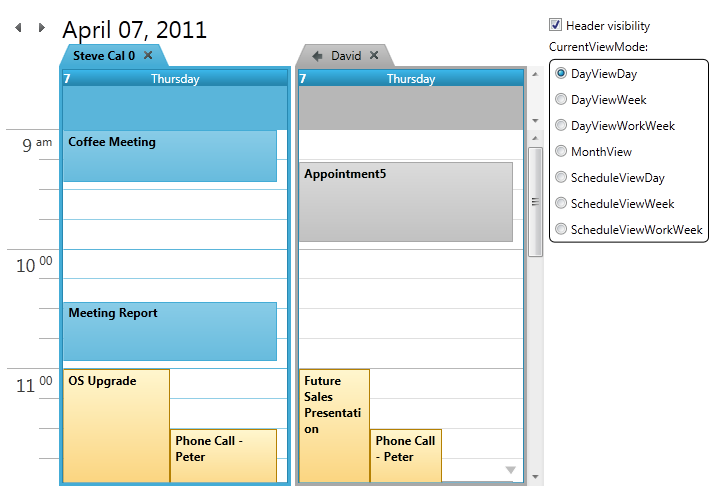 April 07, 2011
Header visibility
CurrentViewMode:
DayViewDay
DayViewWeek
DayViewWorkWeek
MonthView
ScheduleViewDay
ScheduleViewWeek
ScheduleViewWorkWeek
Steve Cal 0
David
7 Thursday
7 Thursday
9 am
10 00
11 00
Coffee Meeting
Meeting Report
OS Upgrade
Phone Call -
Peter
Appointment5
Future
Sales
Presentati
on
Phone Call
- Peter